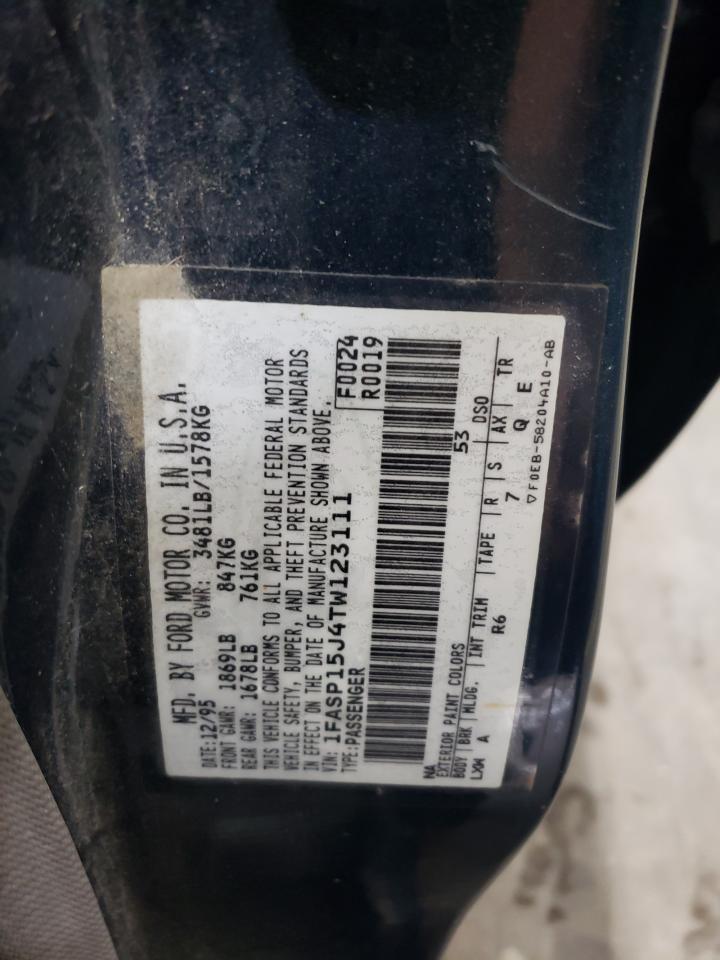 MFD. BY FORD MOTOR CO. IN U.S.A.
DATE: 12/95 GVWR: 3481LB/1578KG
FRONT GAWR: 1869LB 847KG
REAR GAWR: 1678LB 761KG
THIS VEHICLE CONFORMS TO ALL APPLICABLE FEDERAL MOTOR
VEHICLE SAFETY, BUMPER, AND THEFT PREVENTION STANDARDS
IN EFFECT ON THE DATE OF MANUFACTURE SHOWN ABOVE.
VIN: 1FASP15J4TW123111 F0024
TYPE: PASSENGER R0019
NA 53
EXTERIOR PAINT COLORS DSO
BODY BRK MLDG. INT TRIM TAPE R S AX TR
LXW A R6 7 Q E
▽F0EB-58204A10-AB